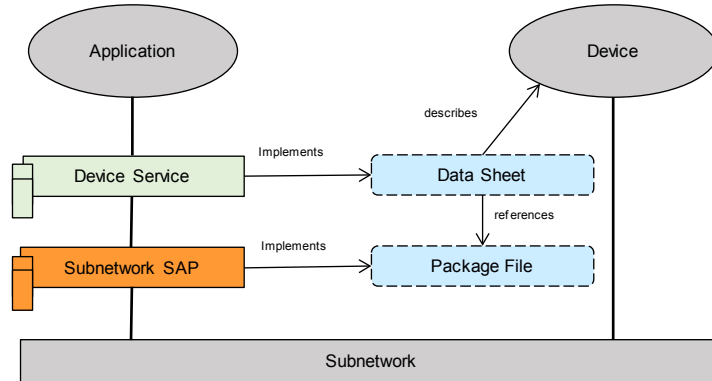 Application
Device
describes
Implements
Device Service
Data Sheet
references
Implements
Subnetwork SAP
Package File
Subnetwork